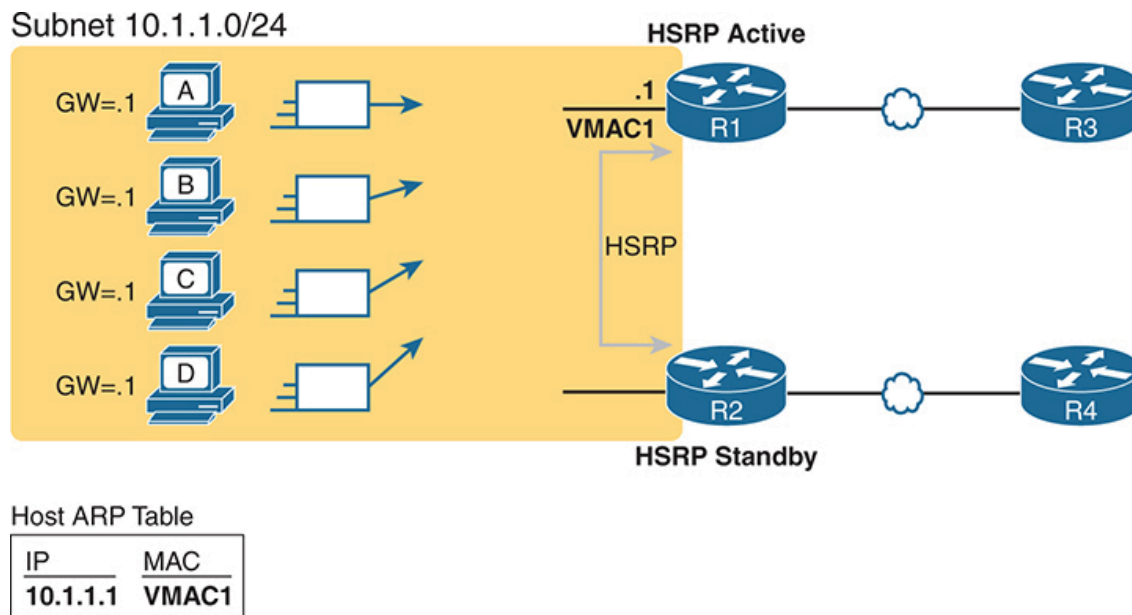 Subnet 10.1.1.0/24
HSRP Active
GW=.1
A
.1
VMAC1
R1
R3
GW=.1
B
HSRP
GW=.1
C
GW=.1
D
R2
R4
HSRP Standby
Host ARP Table
IP MAC
10.1.1.1 VMAC1